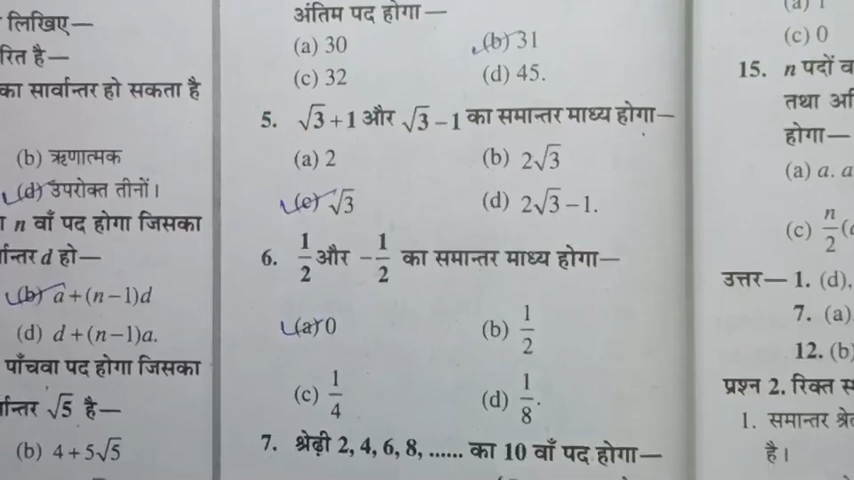 लिखिए—
रित है—
का सार्वान्तर हो सकता है
(b) ऋणात्मक
(d) उपरोक्त तीनों।
n वाँ पद होगा जिसका
र्वान्तर d हो—
(b) a+(n−1)d
(d) d+(n−1)a.
पाँचवा पद होगा जिसका
र्वान्तर √5 है—
(b) 4+5√5
अंतिम पद होगा—
(a) 30 (b) 31
(c) 32 (d) 45.
5. √3+1 और √3−1 का समान्तर माध्य होगा—
(a) 2 (b) 2√3
(c) √3 (d) 2√3−1.
6. 1/2 और −1/2 का समान्तर माध्य होगा—
(a) 0 (b) 1/2
(c) 1/4 (d) 1/8.
7. श्रेढ़ी 2, 4, 6, 8, ...... का 10 वाँ पद होगा—
(a) 1
(c) 0
15. n पदों व
तथा अ
होगा—
(a) a. a
(c) n/2(
उत्तर— 1. (d),
7. (a)
12. (b)
प्रश्न 2. रिक्त स
1. समान्तर श्रे
है।